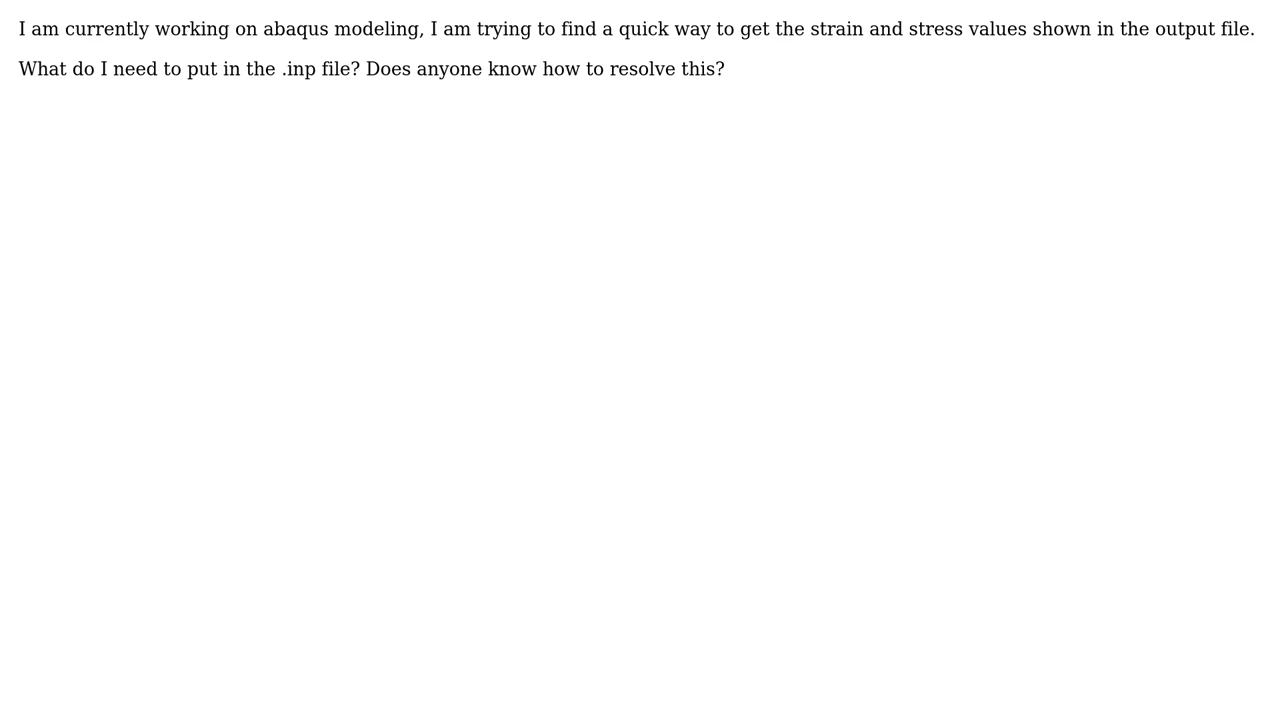 I am currently working on abaqus modeling, I am trying to find a quick way to get the strain and stress values shown in the output file.
What do I need to put in the .inp file? Does anyone know how to resolve this?